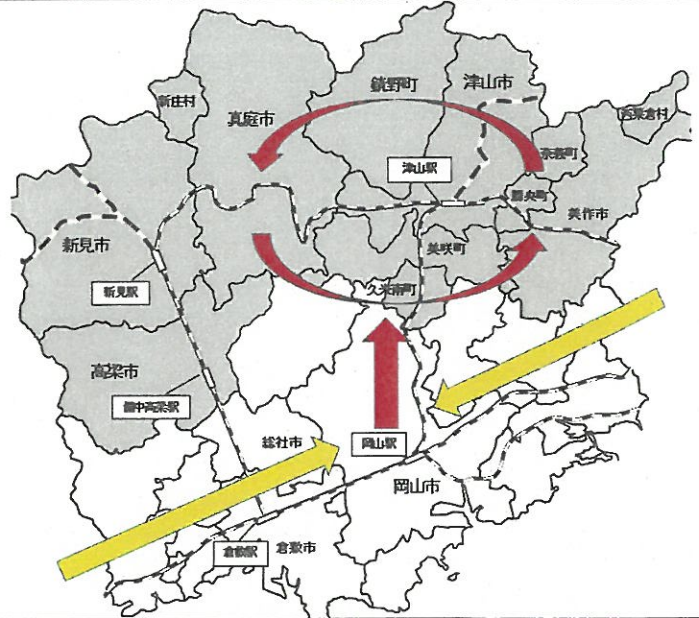 鏡野町
津山市
新庄村
真庭市
西粟倉村
奈義町
津山駅
勝央町
美作市
新見市
美咲町
新見駅
久米南町
高梁市
備中高梁駅
総社市
岡山駅
岡山市
倉敷駅
倉敷市